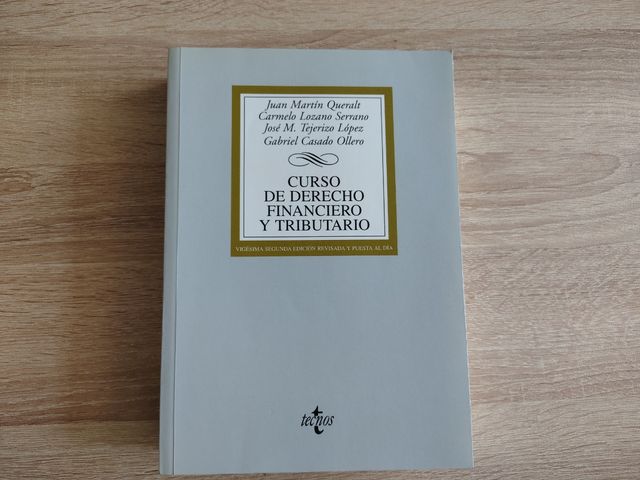 Juan Martín Queralt
Carmelo Lozano Serrano
José M. Tejerizo López
Gabriel Casado Ollero
CURSO
DE DERECHO
FINANCIERO
Y TRIBUTARIO
VIGÉSIMA SEGUNDA EDICIÓN REVISADA Y PUESTA AL DÍA
tecnos